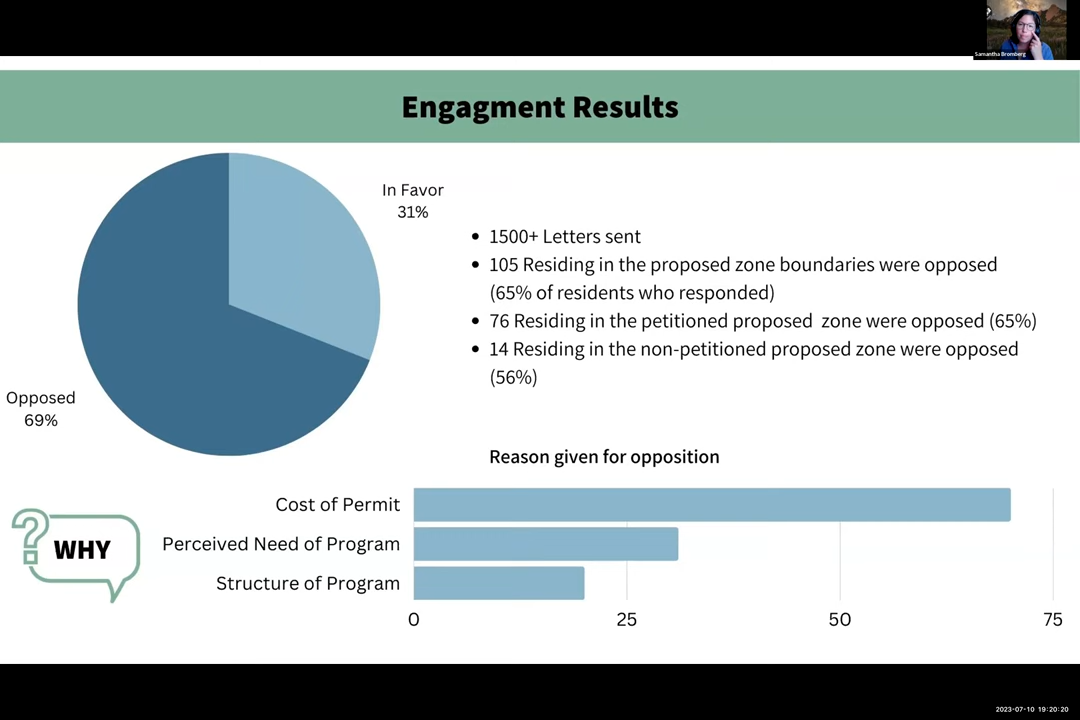 Samantha Bromberg
Engagment Results
In Favor
31%
Opposed
69%
• 1500+ Letters sent
• 105 Residing in the proposed zone boundaries were opposed
(65% of residents who responded)
• 76 Residing in the petitioned proposed zone were opposed (65%)
• 14 Residing in the non-petitioned proposed zone were opposed
(56%)
Reason given for opposition
? WHY
Cost of Permit
Perceived Need of Program
Structure of Program
0 25 50 75
2023-07-10 19:20:20